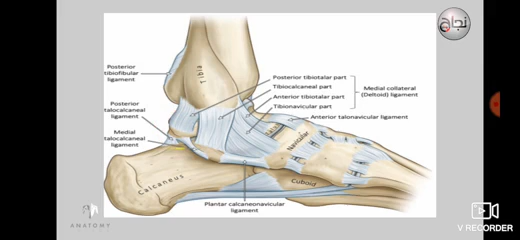 نجاح
Posterior
tibiofibular ligament
Posterior
talocalcaneal
ligament
Medial
talocalcaneal
ligament
Tibia
Posterior tibiotalar part
Tibiocalcaneal part
Anterior tibiotalar part
Tibionavicular part
Medial collateral
(Deltoid) ligament
Anterior talonavicular ligament
Navicular
Cuboid
Calcaneus
Plantar calcaneonavicular
ligament
ANATOMY
V RECORDER